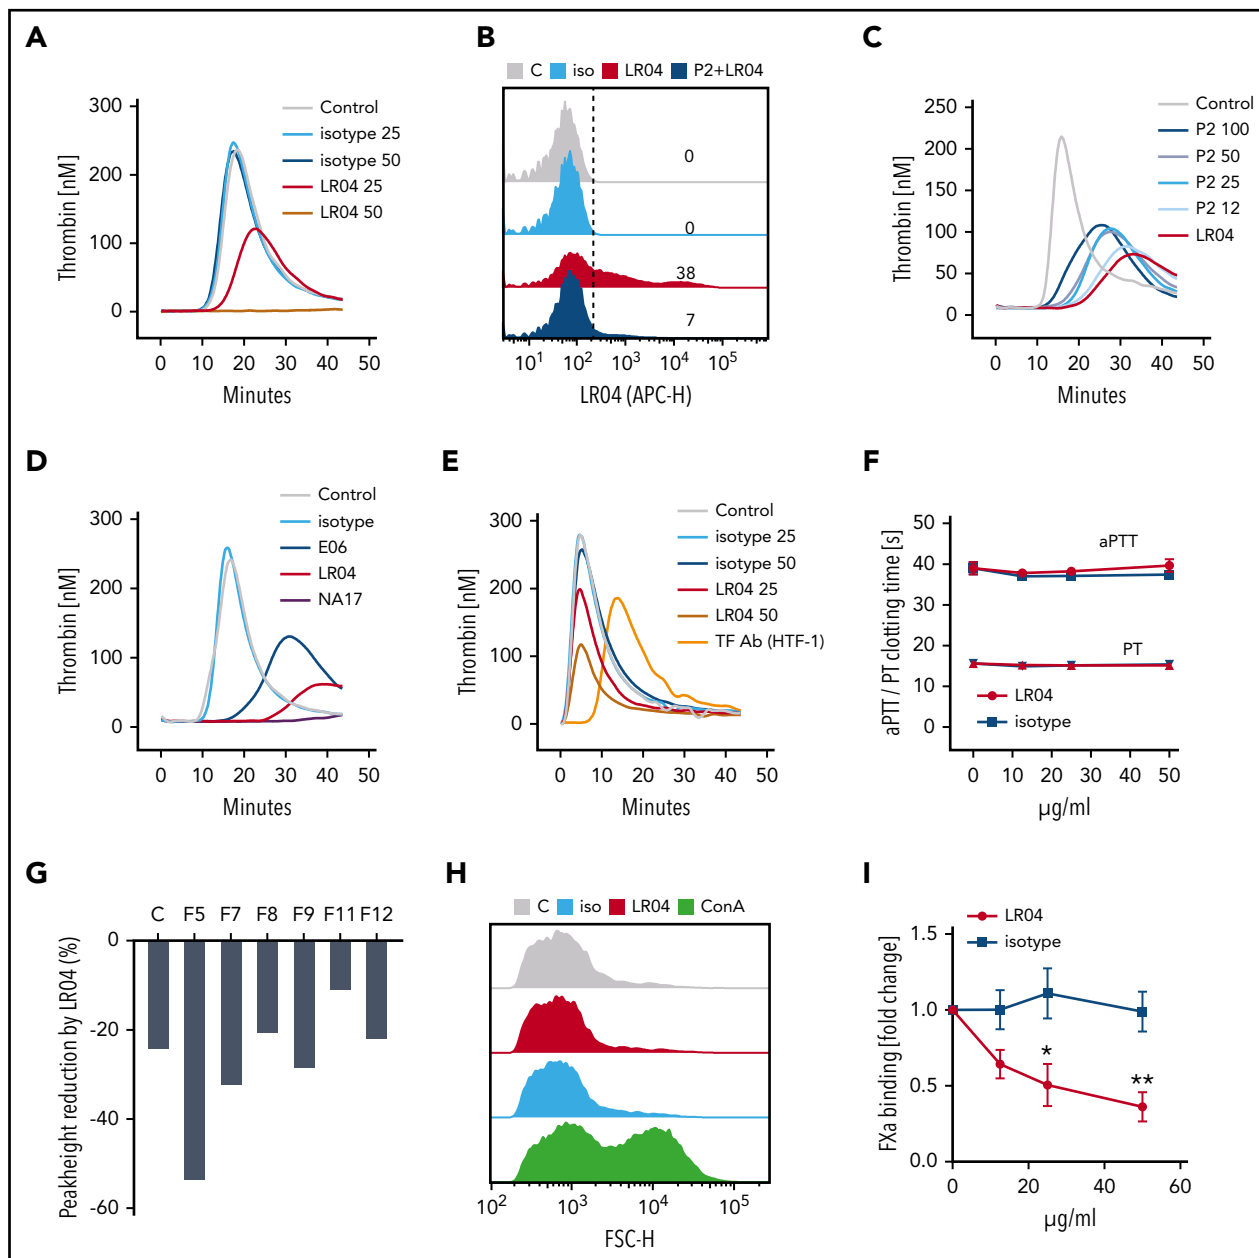 A
Thrombin [nM]
300
200
100
0
0 10 20 30 40 50
Minutes
Control
isotype 25
isotype 50
LR04 25
LR04 50
B
C iso LR04 P2+LR04
0
0
38
7
10¹ 10² 10³ 10⁴ 10⁵
LR04 (APC-H)
C
Thrombin [nM]
250
200
150
100
50
0
0 10 20 30 40 50
Minutes
Control
P2 100
P2 50
P2 25
P2 12
LR04
D
Thrombin [nM]
300
200
100
0
0 10 20 30 40 50
Minutes
Control
isotype
E06
LR04
NA17
E
Thrombin [nM]
300
200
100
0
0 10 20 30 40 50
Minutes
Control
isotype 25
isotype 50
LR04 25
LR04 50
TF Ab (HTF-1)
F
aPTT / PT clotting time [s]
50
40
30
20
10
0
0 10 20 30 40 50
µg/ml
aPTT
PT
LR04
isotype
G
Peakheight reduction by LR04 (%)
C F5 F7 F8 F9 F11 F12
0
-20
-40
-60
H
C iso LR04 ConA
10² 10³ 10⁴ 10⁵
FSC-H
I
FXa binding [fold change]
LR04
isotype
1.5
1.0
0.5
0.0
*
**
0 20 40 60
µg/ml